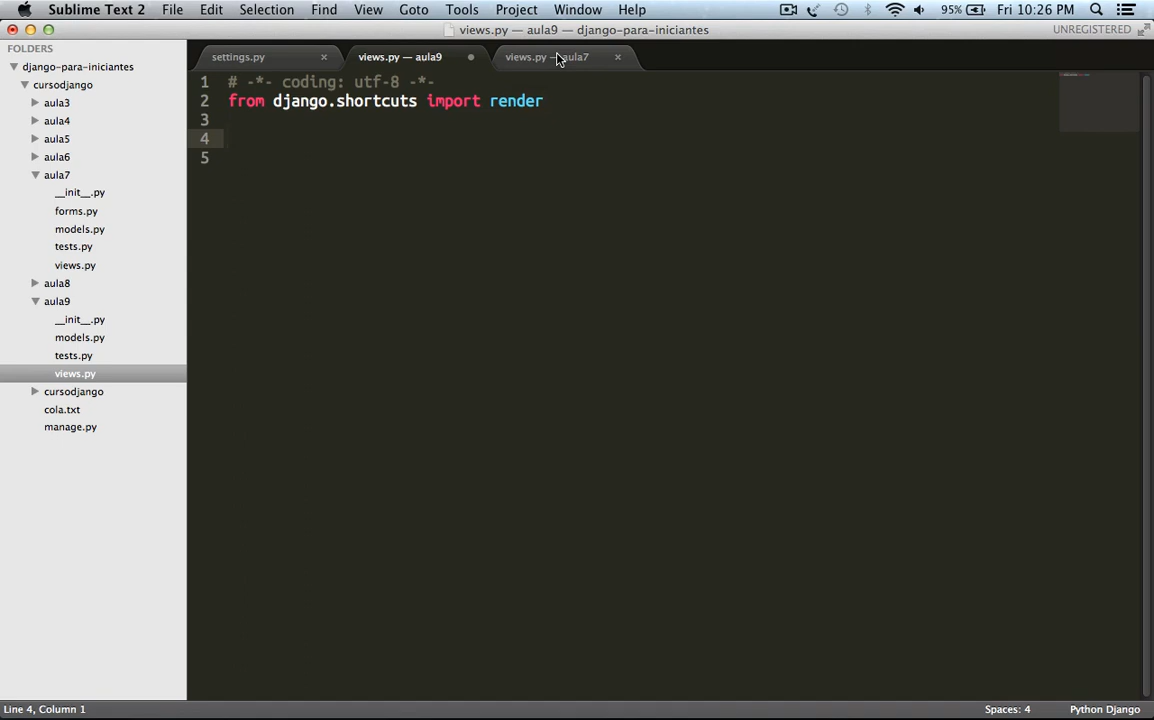 Sublime Text 2 File Edit Selection Find View Goto Tools Project Window Help 95% Fri 10:26 PM
views.py — aula9 — django-para-iniciantes UNREGISTERED
FOLDERS
django-para-iniciantes
cursodjango
aula3
aula4
aula5
aula6
aula7
__init__.py
forms.py
models.py
tests.py
views.py
aula8
aula9
__init__.py
models.py
tests.py
views.py
cursodjango
cola.txt
manage.py
settings.py × views.py — aula9 views.py — aula7 ×
1 # -*- coding: utf-8 -*-
2 from django.shortcuts import render
3
4
5
Line 4, Column 1 Spaces: 4 Python Django